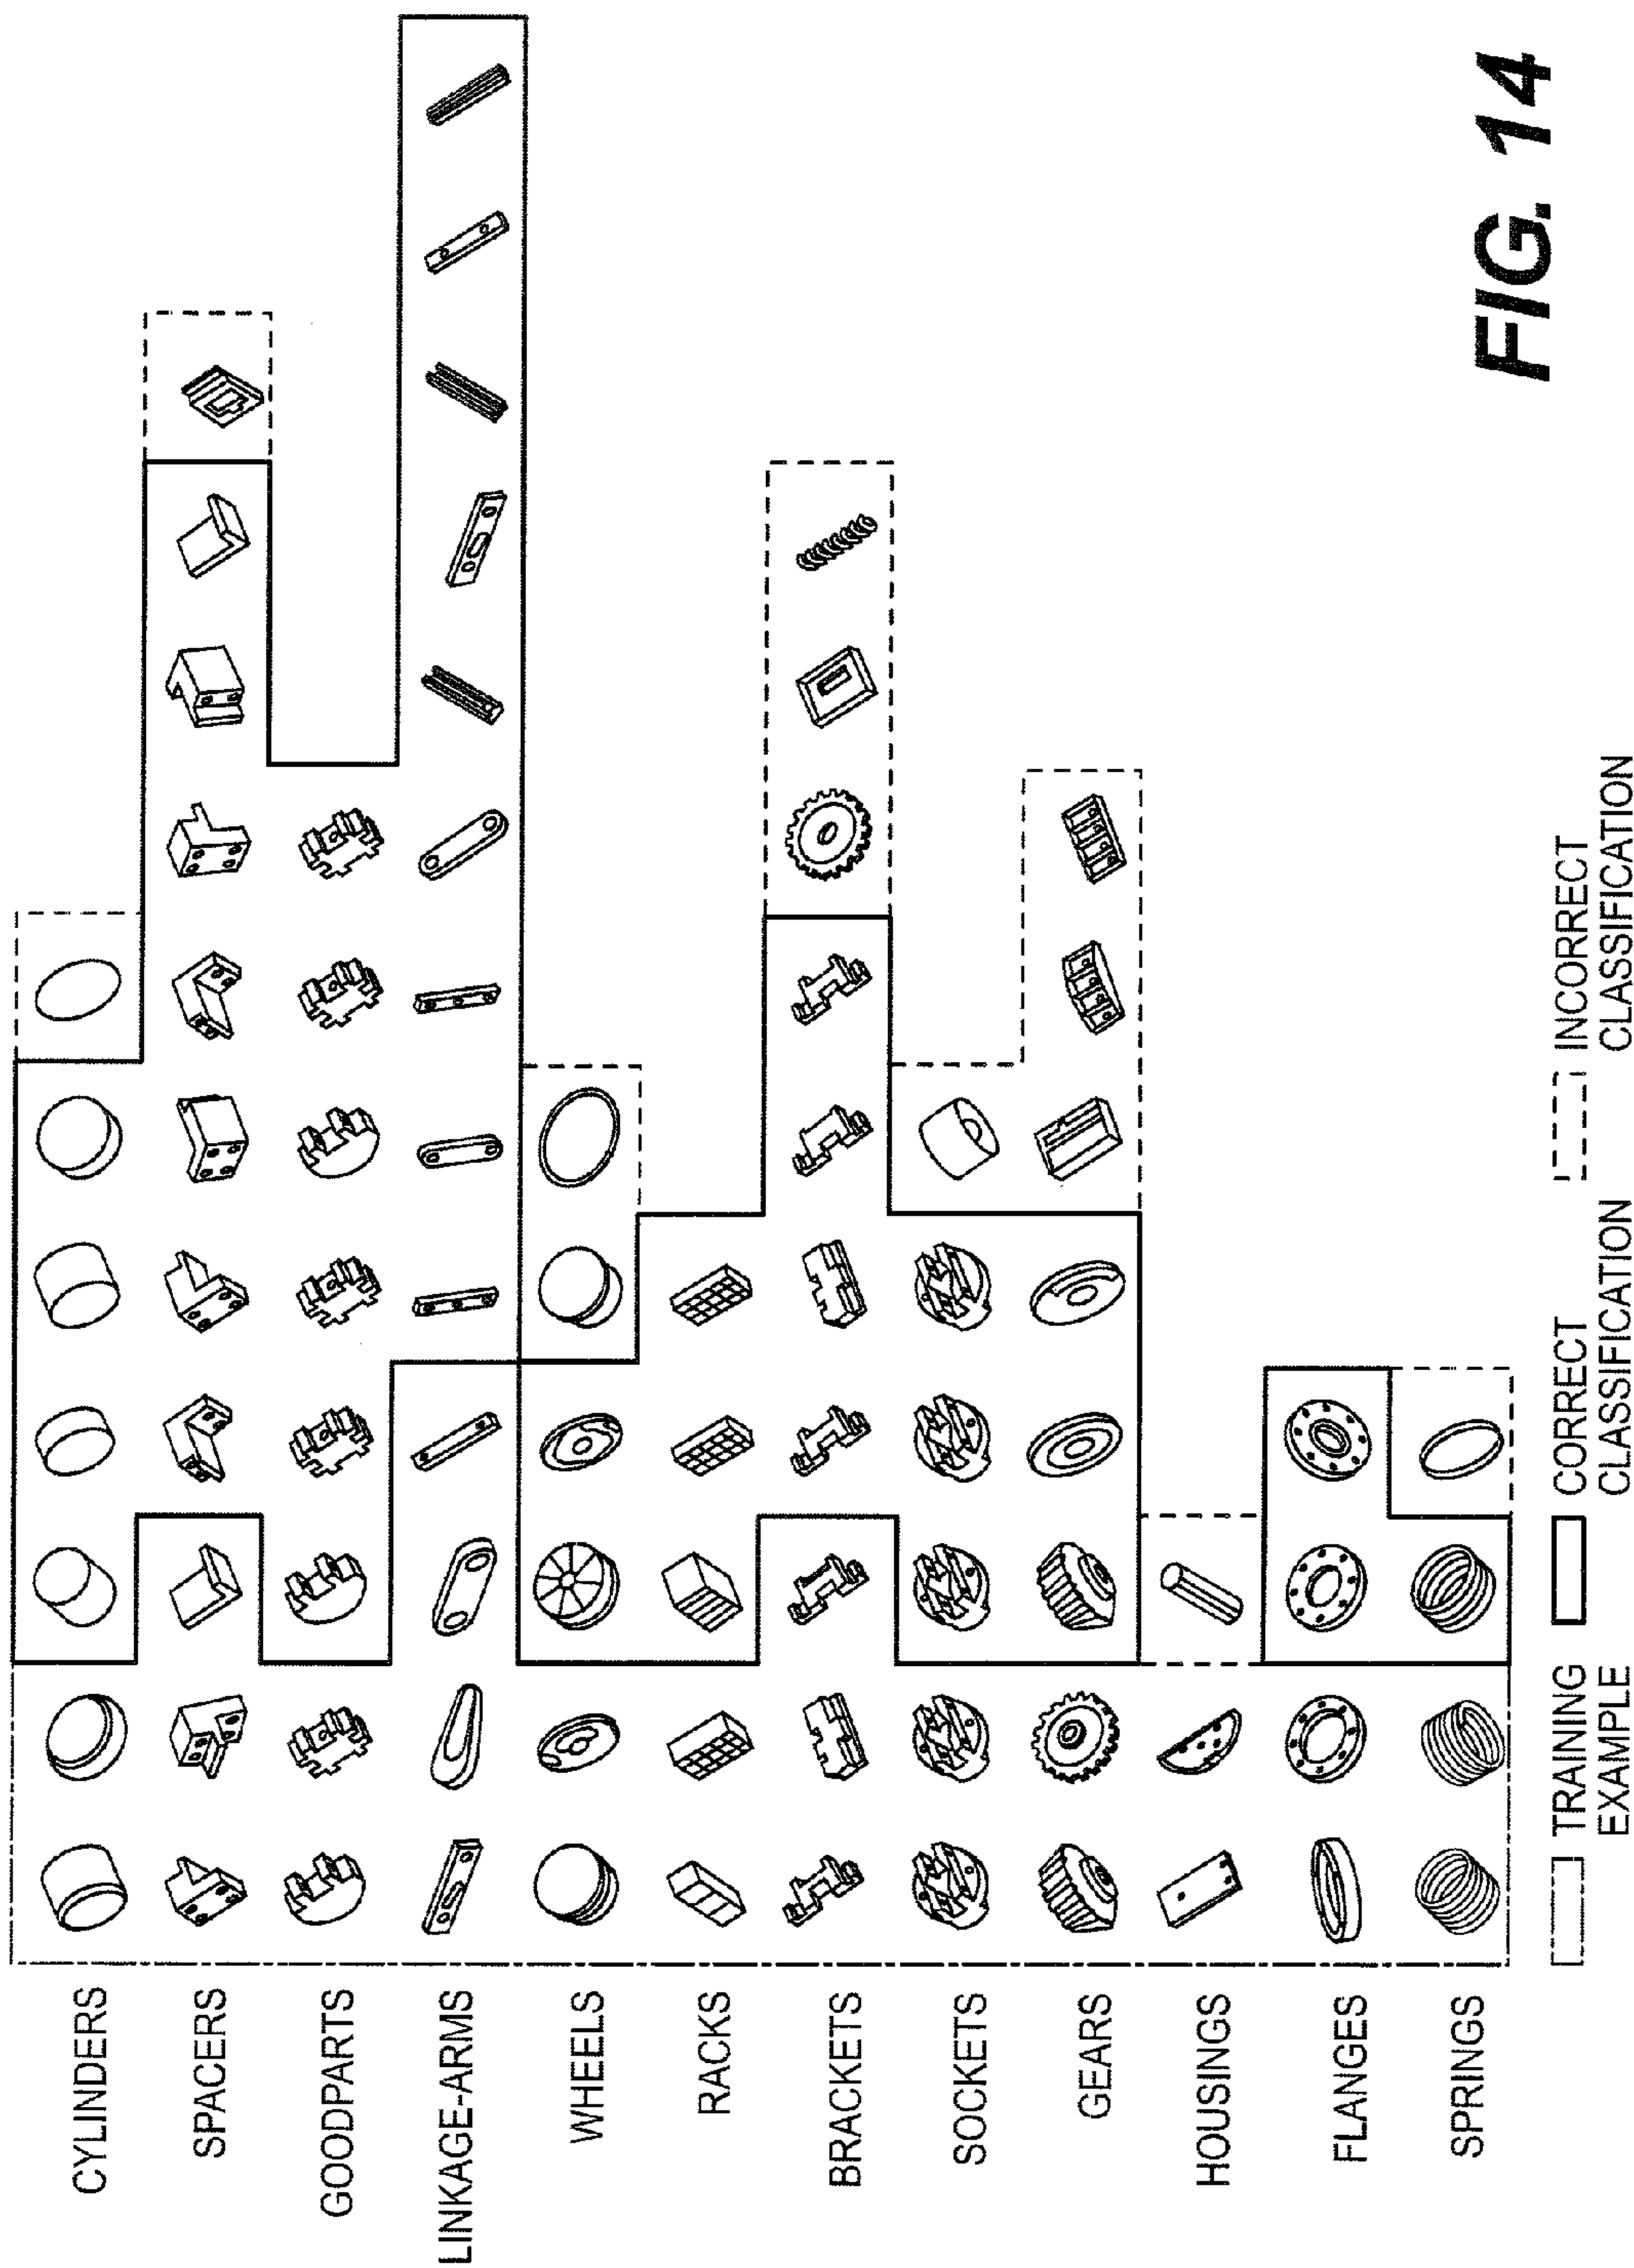 CYLINDERS
SPACERS
GOODPARTS
LINKAGE-ARMS
WHEELS
RACKS
BRACKETS
SOCKETS
GEARS
HOUSINGS
FLANGES
SPRINGS
TRAINING
EXAMPLE
CORRECT
CLASSIFICATION
INCORRECT
CLASSIFICATION
FIG. 14